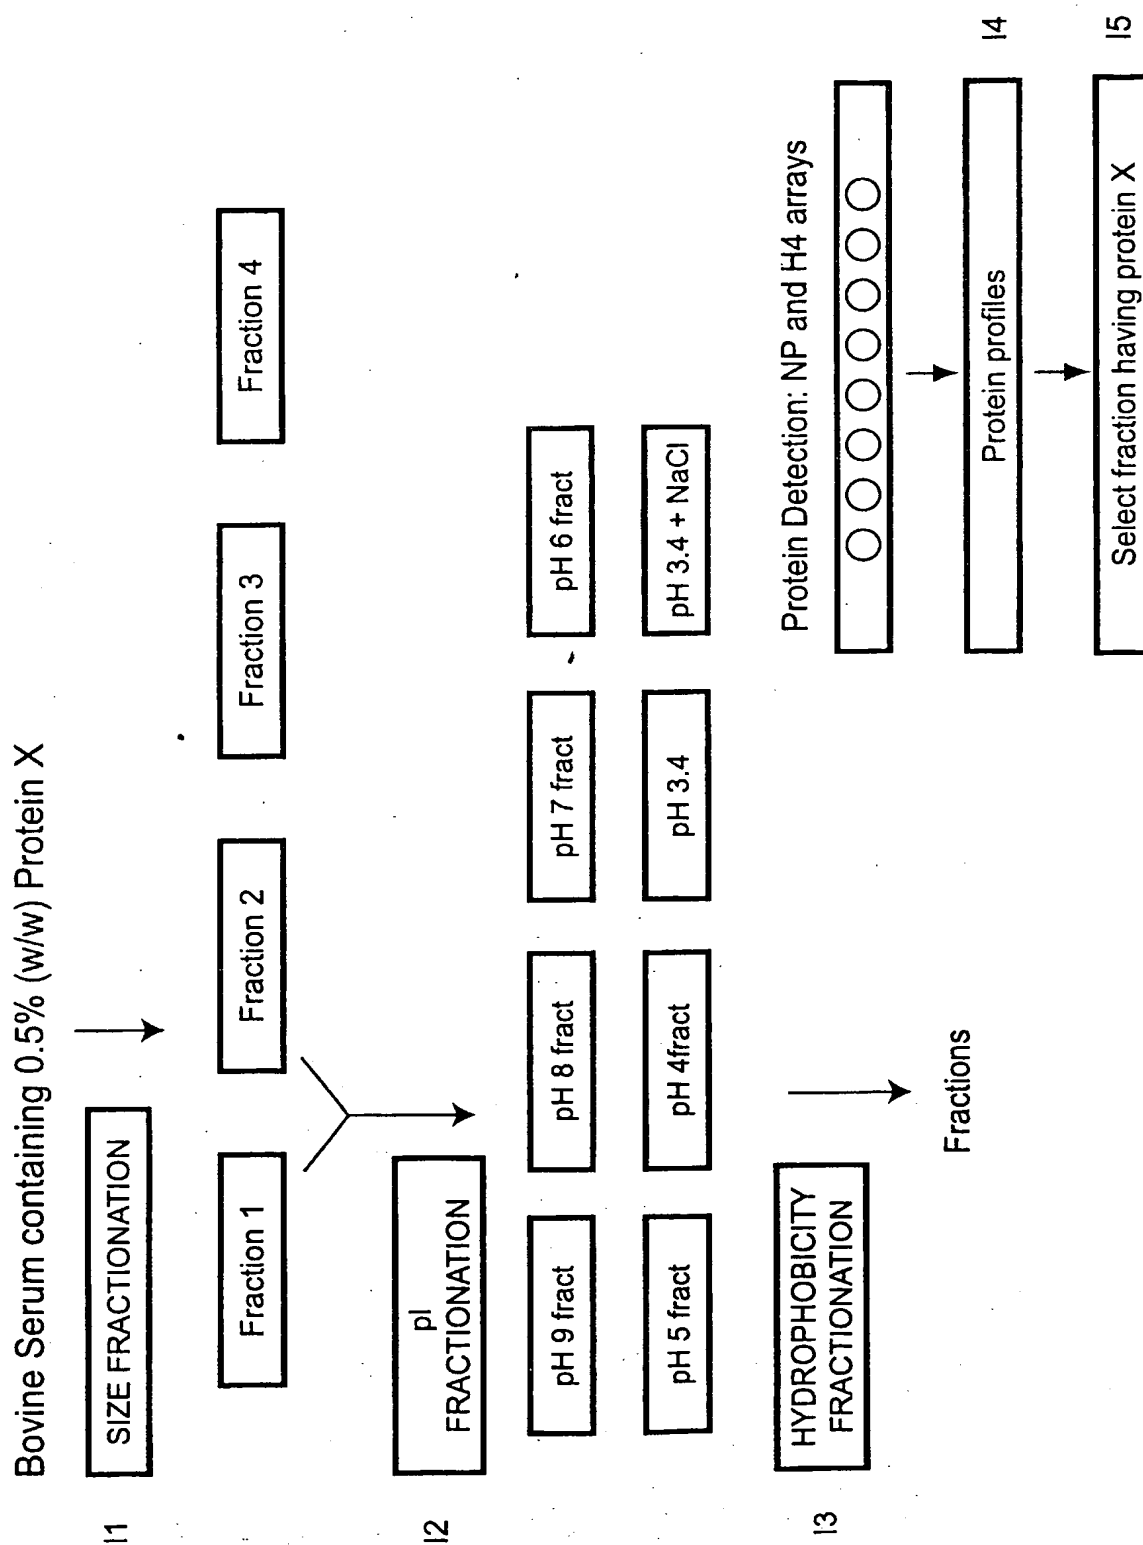 Bovine Serum containing 0.5% (w/w) Protein X
I1
SIZE FRACTIONATION
Fraction 1
Fraction 2
Fraction 3
Fraction 4
I2
pI
FRACTIONATION
pH 9 fract
pH 8 fract
pH 7 fract
pH 6 fract
pH 5 fract
pH 4fract
pH 3.4
pH 3.4 + NaCl
I3
HYDROPHOBICITY
FRACTIONATION
Fractions
Protein Detection: NP and H4 arrays
Protein profiles
I4
Select fraction having protein X
I5